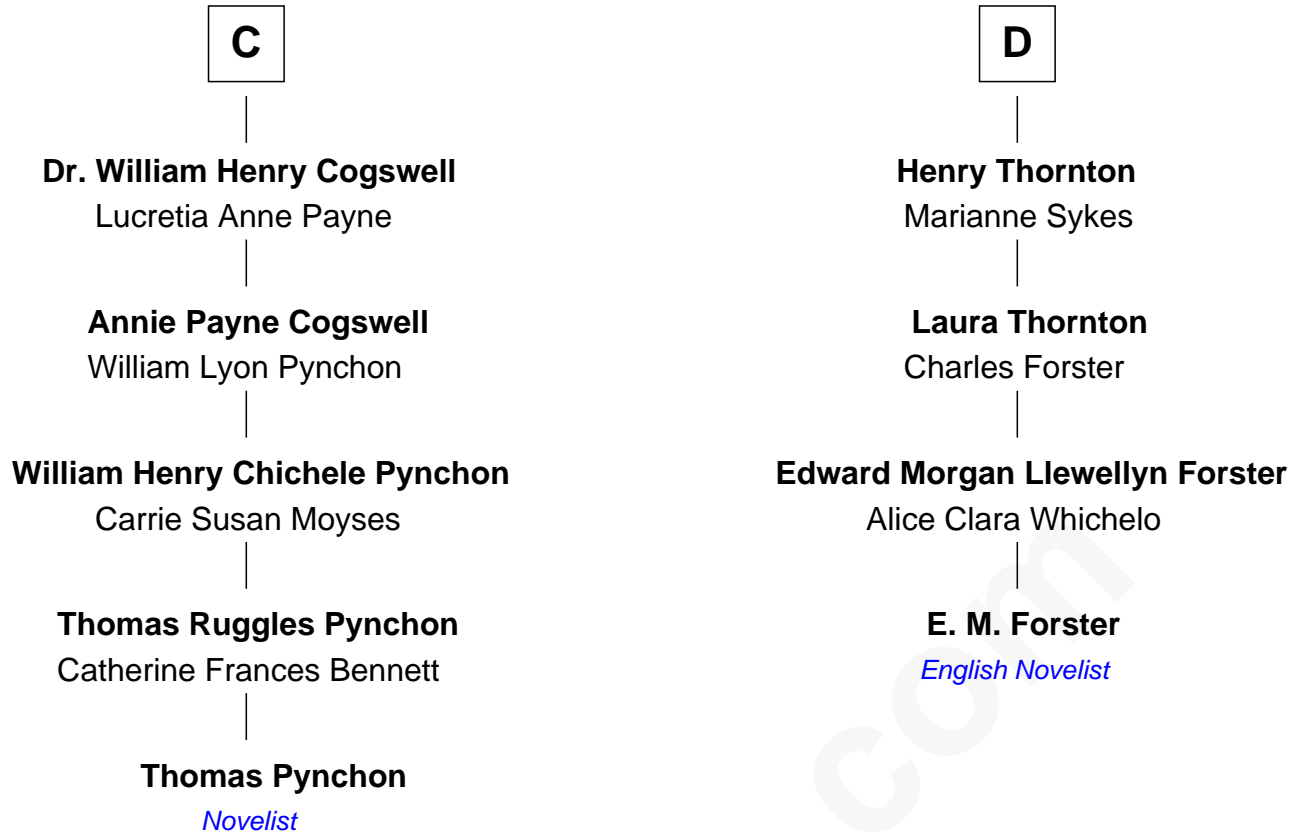 C
Dr. William Henry Cogswell
Lucretia Anne Payne
Annie Payne Cogswell
William Lyon Pynchon
William Henry Chichele Pynchon
Carrie Susan Moyses
Thomas Ruggles Pynchon
Catherine Frances Bennett
Thomas Pynchon
Novelist
D
Henry Thornton
Marianne Sykes
Laura Thornton
Charles Forster
Edward Morgan Llewellyn Forster
Alice Clara Whichelo
E. M. Forster
English Novelist
com